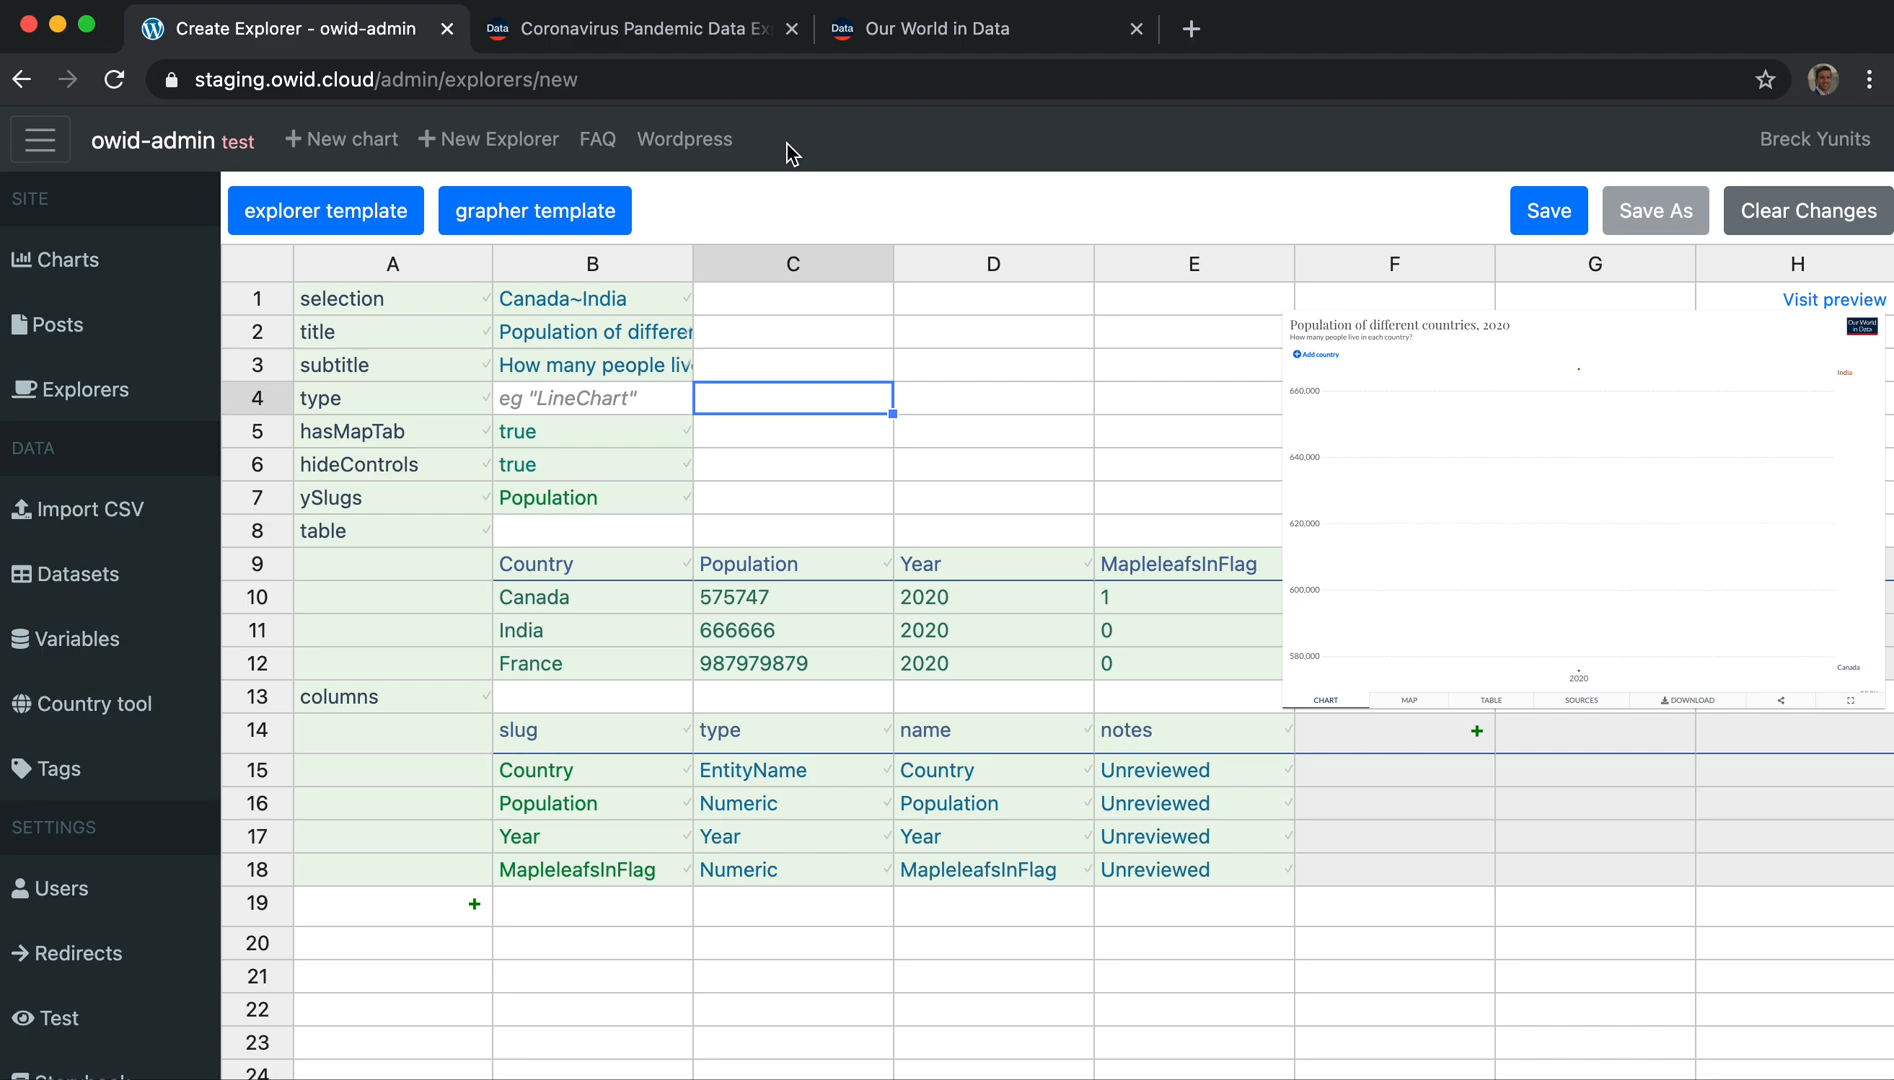 Create Explorer - owid-admin
Data Coronavirus Pandemic Data Ex
Data Our World in Data
staging.owid.cloud/admin/explorers/new
owid-admin test
New chart
New Explorer
FAQ
Wordpress
Breck Yunits
SITE
Charts
Posts
Explorers
DATA
Import CSV
Datasets
Variables
Country tool
Tags
SETTINGS
Users
Redirects
Test
explorer template
grapher template
Save
Save As
Clear Changes
A B C D E F G H
1 selection Canada~India
2 title Population of differen
3 subtitle How many people liv
4 type eg "LineChart"
5 hasMapTab true
6 hideControls true
7 ySlugs Population
8 table
9 Country Population Year MapleleafsInFlag
10 Canada 575747 2020 1
11 India 666666 2020 0
12 France 987979879 2020 0
13 columns
14 slug type name notes +
15 Country EntityName Country Unreviewed
16 Population Numeric Population Unreviewed
17 Year Year Year Unreviewed
18 MapleleafsInFlag Numeric MapleleafsInFlag Unreviewed
19 +
20
21
22
23
24
Visit preview
Population of different countries, 2020
How many people live in each country?
Our World
in Data
Add country
India
660,000
640,000
620,000
600,000
580,000
Canada
2020
CHART MAP TABLE SOURCES DOWNLOAD